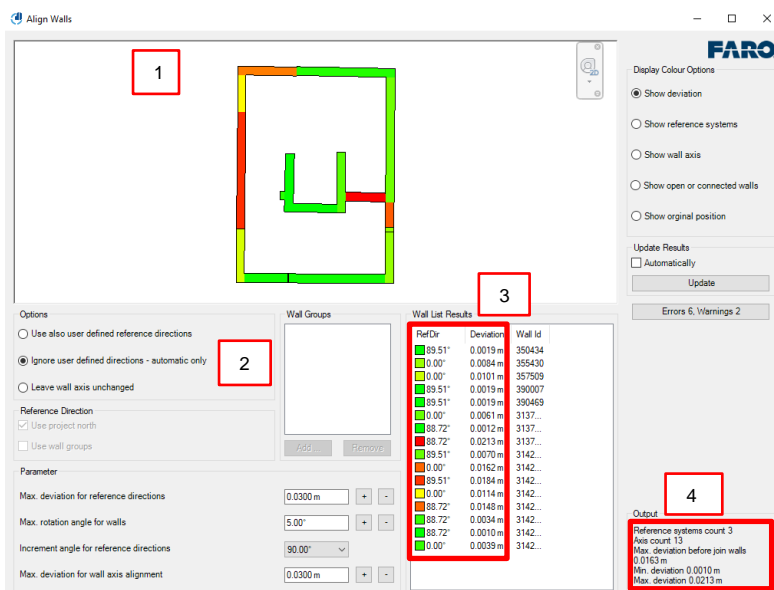 Align Walls
1
2D
FARO
Display Colour Options
Show deviation
Show reference systems
Show wall axis
Show open or connected walls
Show orginal position
Update Results
Automatically
Update
Errors 6, Warnings 2
Options
Use also user defined reference directions
Ignore user defined directions - automatic only
Leave wall axis unchanged
2
Reference Direction
Use project north
Use wall groups
Wall Groups
Add...
Remove
Parameter
Max. deviation for reference directions 0.0300 m + -
Max. rotation angle for walls 5.00° + -
Increment angle for reference directions 90.00°
Max. deviation for wall axis alignment 0.0300 m + -
3
Wall List Results
RefDir Deviation Wall Id
89.51° 0.0019 m 350434
0.00° 0.0084 m 355430
0.00° 0.0101 m 357509
89.51° 0.0019 m 390007
89.51° 0.0019 m 390469
0.00° 0.0061 m 3137...
88.72° 0.0012 m 3137...
88.72° 0.0213 m 3137...
89.51° 0.0070 m 3142...
0.00° 0.0162 m 3142...
89.51° 0.0184 m 3142...
0.00° 0.0114 m 3142...
88.72° 0.0148 m 3142...
88.72° 0.0034 m 3142...
88.72° 0.0010 m 3142...
0.00° 0.0039 m 3142...
4
Output
Reference systems count 3
Axis count 13
Max. deviation before join walls
0.0163 m
Min. deviation 0.0010 m
Max. deviation 0.0213 m